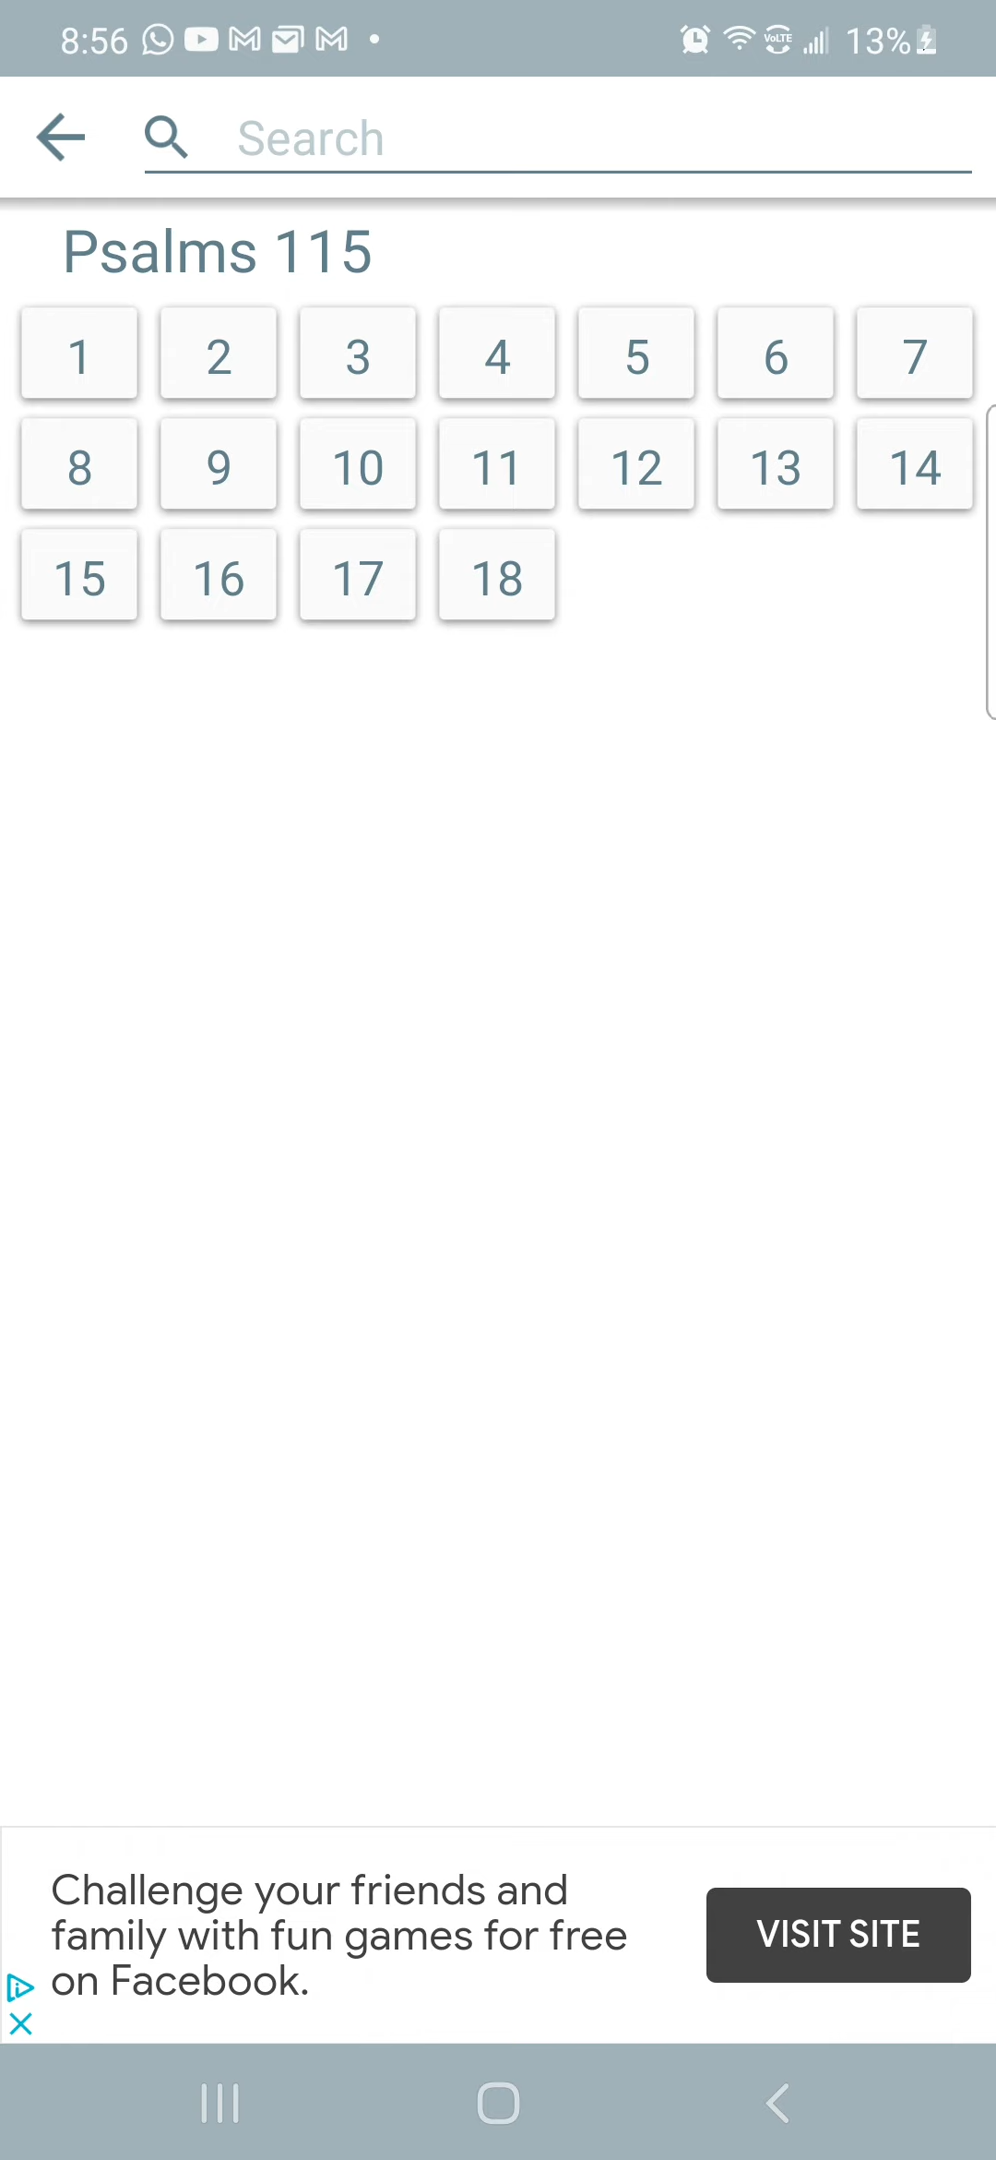 8:56 VoLTE 13%
Search
Psalms 115
1 2 3 4 5 6 7
8 9 10 11 12 13 14
15 16 17 18
Challenge your friends and
family with fun games for free
on Facebook.
VISIT SITE